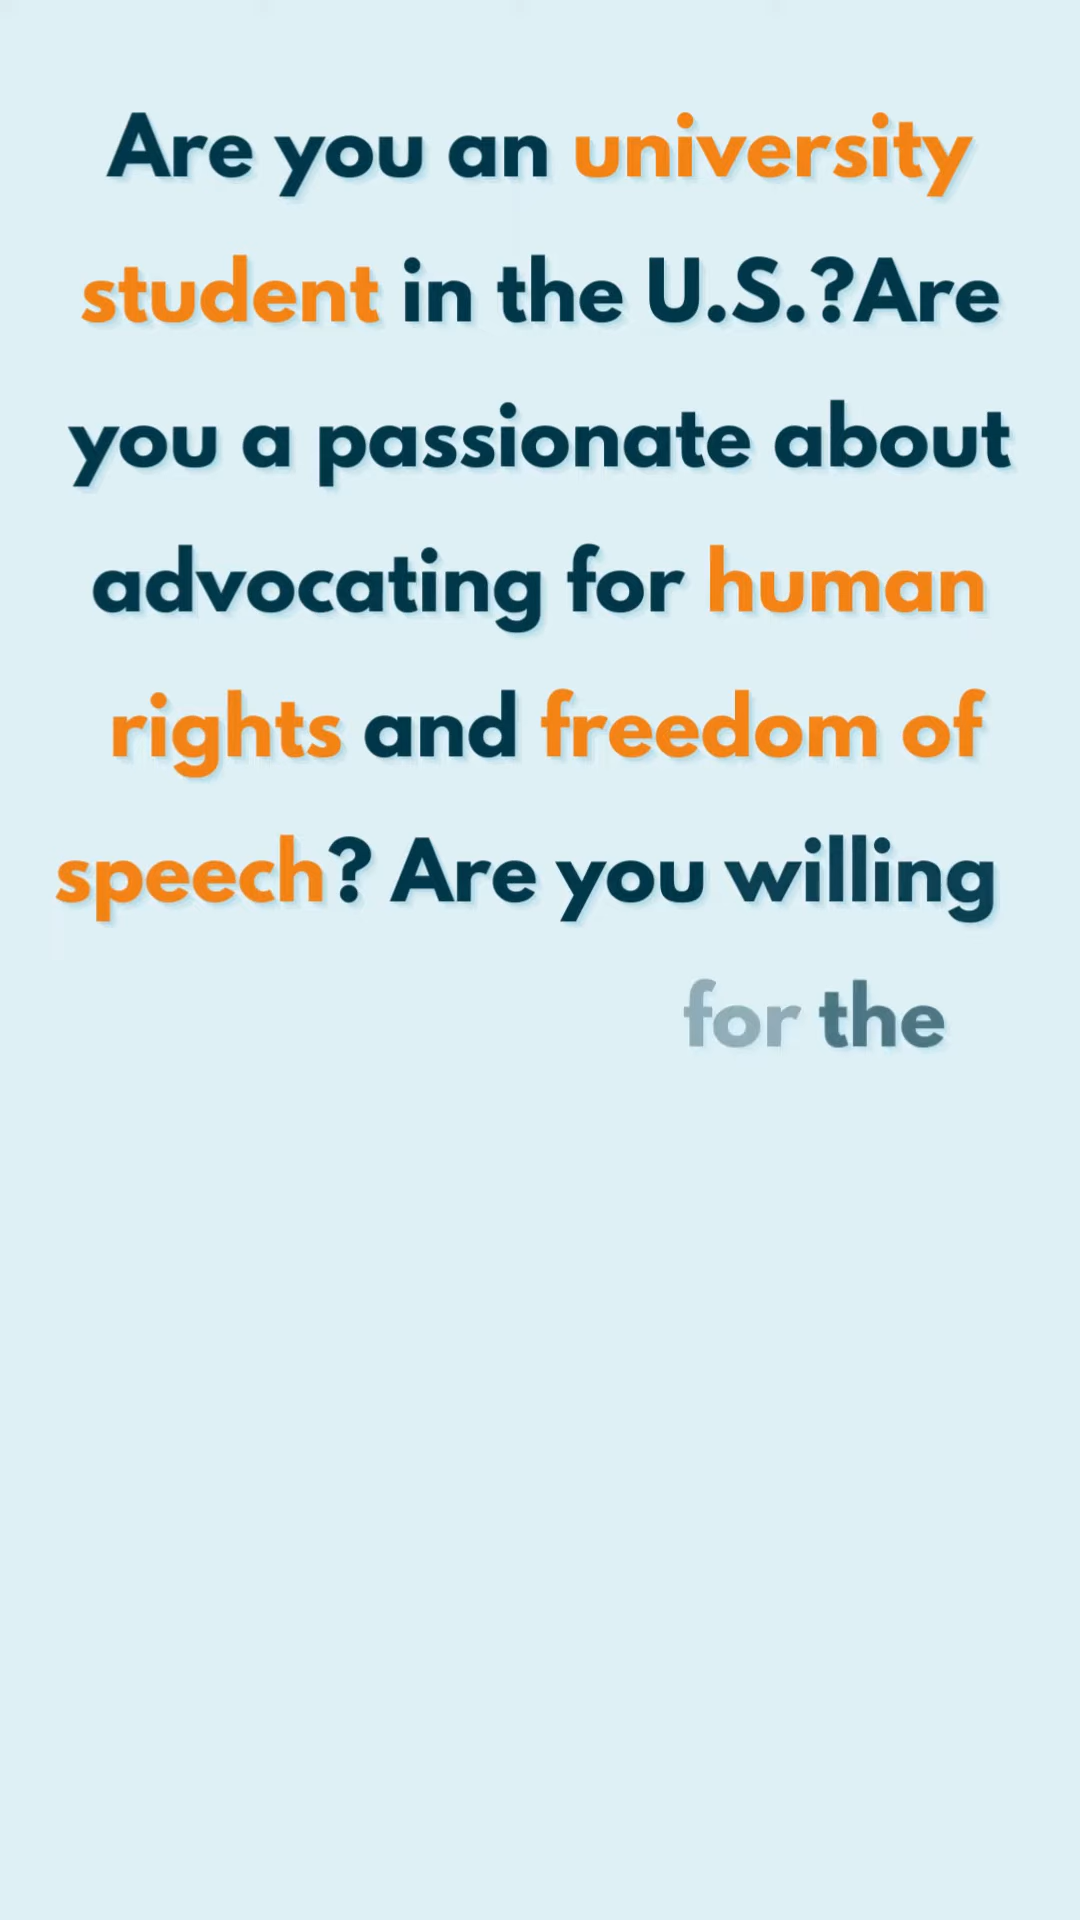 Are you an university
student in the U.S.?Are
you a passionate about
advocating for human
rights and freedom of
speech? Are you willing
for the